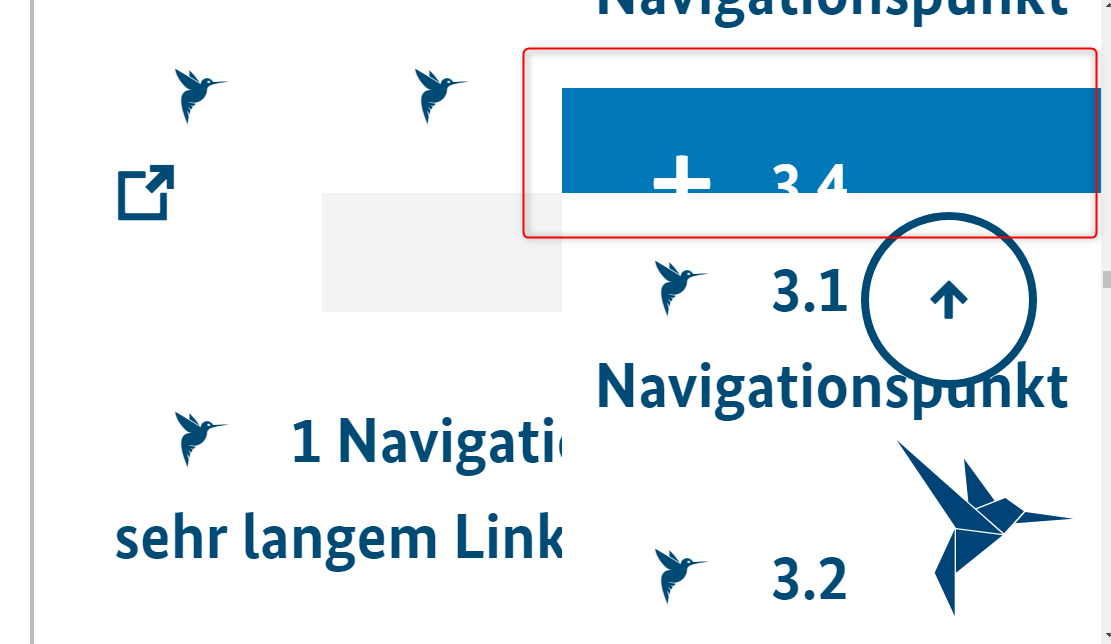 Navigationspunkt
3.4
3.1
Navigationspunkt
1 Navigati
sehr langem Link
3.2